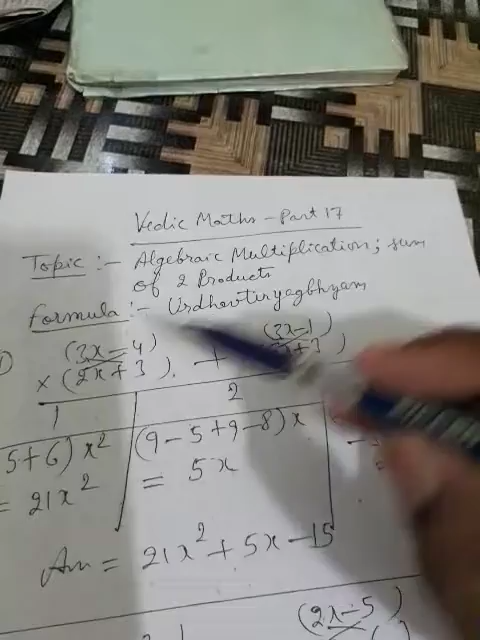 Vedic Maths - Part 17
Topic :- Algebraic Multiplication; sum
of 2 Products
Formula :- Urdhovtiryagbhyam
(3x-4) + (3x-1)
× (2x+3).
1 2
5+6) x² (9-5+9-8)x
= 21x² = 5x
Ans = 21x² + 5x - 15
(2x-5)